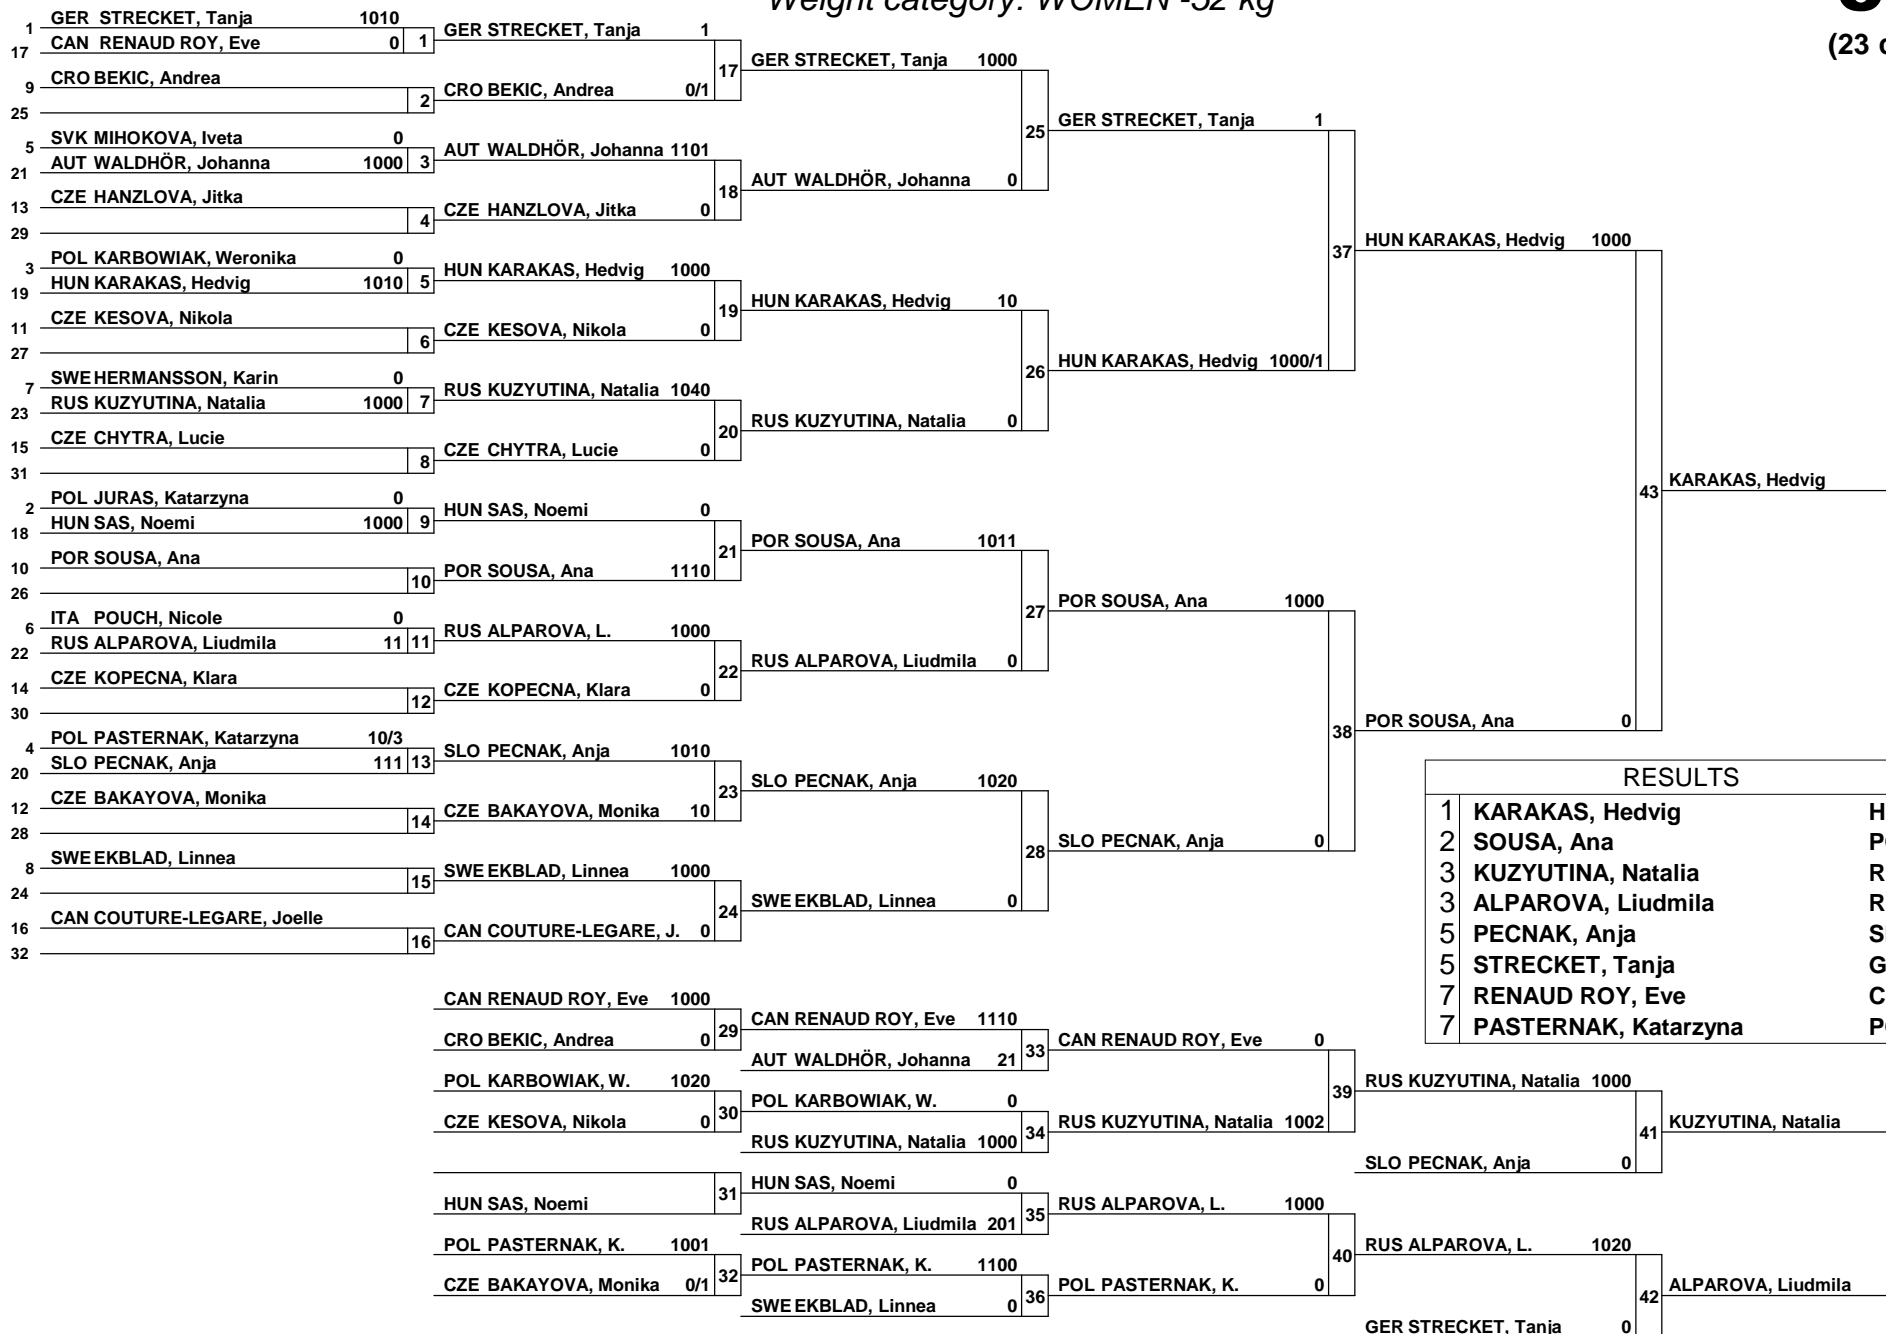 Weight category: WOMEN -52 kg
(23
1 GER STRECKET, Tanja 1010
17 CAN RENAUD ROY, Eve 0 1
9 CRO BEKIC, Andrea
25 2
5 SVK MIHOKOVA, Iveta 0
21 AUT WALDHÖR, Johanna 1000 3
13 CZE HANZLOVA, Jitka
29 4
3 POL KARBOWIAK, Weronika 0
19 HUN KARAKAS, Hedvig 1010 5
11 CZE KESOVA, Nikola
27 6
7 SWE HERMANSSON, Karin 0
23 RUS KUZYUTINA, Natalia 1000 7
15 CZE CHYTRA, Lucie
31 8
2 POL JURAS, Katarzyna 0
18 HUN SAS, Noemi 1000 9
10 POR SOUSA, Ana
26 10
6 ITA POUCH, Nicole 0
22 RUS ALPAROVA, Liudmila 11 11
14 CZE KOPECNA, Klara
30 12
4 POL PASTERNAK, Katarzyna 10/3
20 SLO PECNAK, Anja 111 13
12 CZE BAKAYOVA, Monika
28 14
8 SWE EKBLAD, Linnea
24 15
16 CAN COUTURE-LEGARE, Joelle
32 16
GER STRECKET, Tanja 1
17
CRO BEKIC, Andrea 0/1
AUT WALDHÖR, Johanna 1101
18
CZE HANZLOVA, Jitka 0
HUN KARAKAS, Hedvig 1000
19
CZE KESOVA, Nikola 0
RUS KUZYUTINA, Natalia 1040
20
CZE CHYTRA, Lucie 0
HUN SAS, Noemi 0
21
POR SOUSA, Ana 1110
RUS ALPAROVA, L. 1000
22
CZE KOPECNA, Klara 0
SLO PECNAK, Anja 1010
23
CZE BAKAYOVA, Monika 10
SWE EKBLAD, Linnea 1000
24
CAN COUTURE-LEGARE, J. 0
GER STRECKET, Tanja 1000
25
AUT WALDHÖR, Johanna 0
HUN KARAKAS, Hedvig 10
26
RUS KUZYUTINA, Natalia 0
POR SOUSA, Ana 1011
27
RUS ALPAROVA, Liudmila 0
SLO PECNAK, Anja 1020
28
SWE EKBLAD, Linnea 0
GER STRECKET, Tanja 1
37
HUN KARAKAS, Hedvig 1000/1
POR SOUSA, Ana 1000
38
SLO PECNAK, Anja 0
HUN KARAKAS, Hedvig 1000
43
POR SOUSA, Ana 0
KARAKAS, Hedvig
RESULTS
1 KARAKAS, Hedvig H
2 SOUSA, Ana P
3 KUZYUTINA, Natalia R
3 ALPAROVA, Liudmila R
5 PECNAK, Anja S
5 STRECKET, Tanja G
7 RENAUD ROY, Eve C
7 PASTERNAK, Katarzyna P
CAN RENAUD ROY, Eve 1000
29
CRO BEKIC, Andrea 0
POL KARBOWIAK, W. 1020
30
CZE KESOVA, Nikola 0
31
HUN SAS, Noemi
POL PASTERNAK, K. 1001
32
CZE BAKAYOVA, Monika 0/1
CAN RENAUD ROY, Eve 1110
33
AUT WALDHÖR, Johanna 21
POL KARBOWIAK, W. 0
34
RUS KUZYUTINA, Natalia 1000
HUN SAS, Noemi 0
35
RUS ALPAROVA, Liudmila 201
POL PASTERNAK, K. 1100
36
SWE EKBLAD, Linnea 0
CAN RENAUD ROY, Eve 0
39
RUS KUZYUTINA, Natalia 1002
RUS ALPAROVA, L. 1000
40
POL PASTERNAK, K. 0
RUS KUZYUTINA, Natalia 1000
41
SLO PECNAK, Anja 0
RUS ALPAROVA, L. 1020
42
GER STRECKET, Tanja 0
KUZYUTINA, Natalia
ALPAROVA, Liudmila